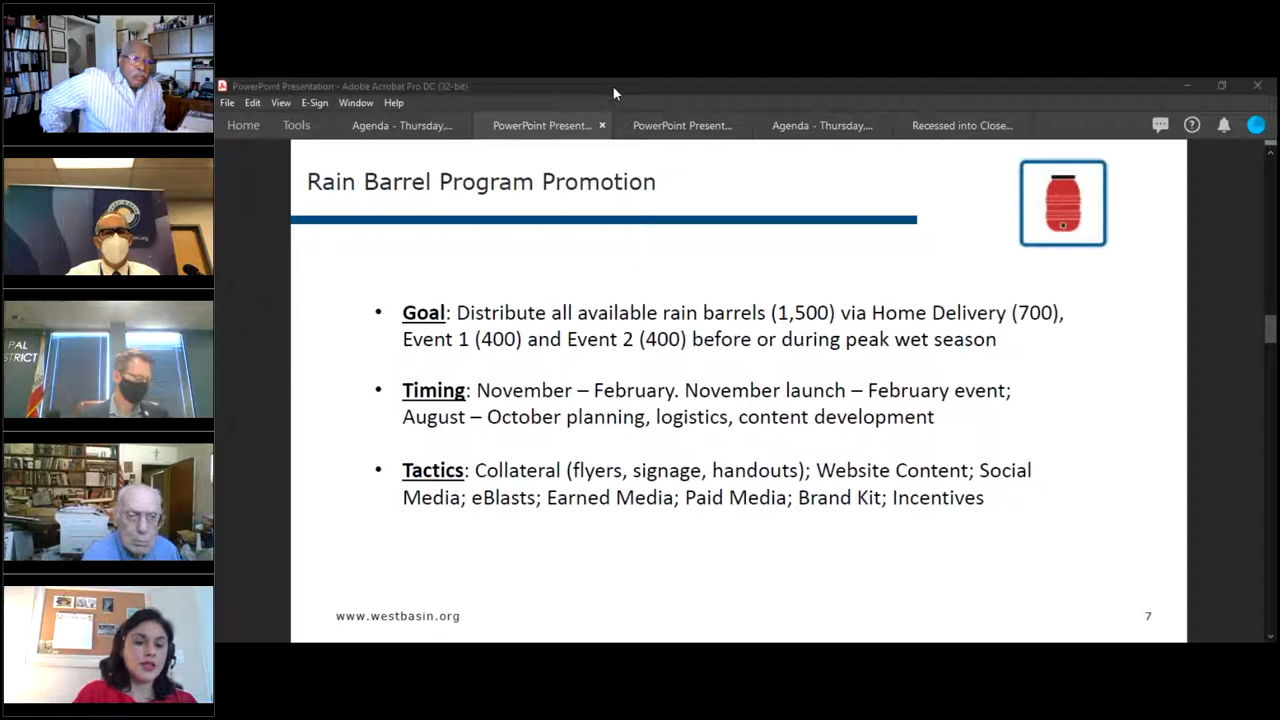 PowerPoint Presentation - Adobe Acrobat Pro DC (32-bit)
File Edit View E-Sign Window Help
Home Tools Agenda - Thursday,... PowerPoint Present... × PowerPoint Present... Agenda - Thursday,... Recessed into Close...
Rain Barrel Program Promotion
• Goal: Distribute all available rain barrels (1,500) via Home Delivery (700),
Event 1 (400) and Event 2 (400) before or during peak wet season
• Timing: November – February. November launch – February event;
August – October planning, logistics, content development
• Tactics: Collateral (flyers, signage, handouts); Website Content; Social
Media; eBlasts; Earned Media; Paid Media; Brand Kit; Incentives
www.westbasin.org
7
PAL
TRICT